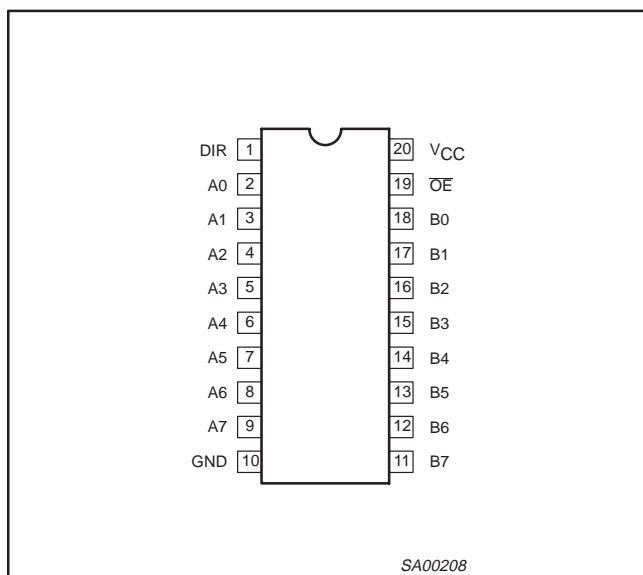 DIR 1 20 VCC
A0 2 19 O̅E̅
A1 3 18 B0
A2 4 17 B1
A3 5 16 B2
A4 6 15 B3
A5 7 14 B4
A6 8 13 B5
A7 9 12 B6
GND 10 11 B7
SA00208